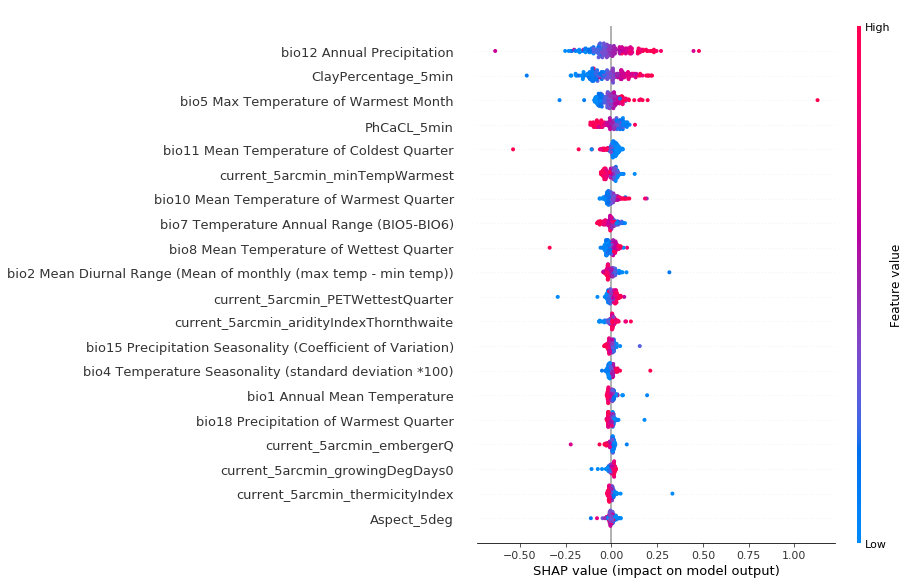 High
bio12 Annual Precipitation
ClayPercentage_5min
bio5 Max Temperature of Warmest Month
PhCaCL_5min
bio11 Mean Temperature of Coldest Quarter
current_5arcmin_minTempWarmest
bio10 Mean Temperature of Warmest Quarter
bio7 Temperature Annual Range (BIO5-BIO6)
bio8 Mean Temperature of Wettest Quarter
bio2 Mean Diurnal Range (Mean of monthly (max temp - min temp))
current_5arcmin_PETWettestQuarter
current_5arcmin_aridityIndexThornthwaite
bio15 Precipitation Seasonality (Coefficient of Variation)
bio4 Temperature Seasonality (standard deviation *100)
bio1 Annual Mean Temperature
bio18 Precipitation of Warmest Quarter
current_5arcmin_embergerQ
current_5arcmin_growingDegDays0
current_5arcmin_thermicityIndex
Aspect_5deg
Feature value
Low
−0.50 −0.25 0.00 0.25 0.50 0.75 1.00
SHAP value (impact on model output)